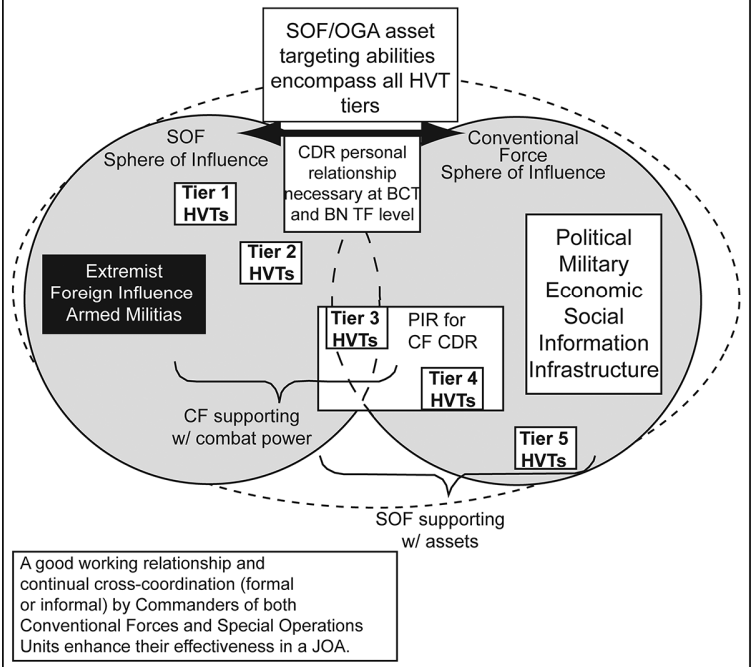 SOF/OGA asset
targeting abilities
encompass all HVT
tiers
SOF
Sphere of Influence
CDR personal
relationship
necessary at BCT
and BN TF level
Conventional
Force
Sphere of Influence
Tier 1
HVTs
Tier 2
HVTs
Extremist
Foreign Influence
Armed Militias
Political
Military
Economic
Social
Information
Infrastructure
Tier 3
HVTs
PIR for
CF CDR
Tier 4
HVTs
CF supporting
w/ combat power
Tier 5
HVTs
SOF supporting
w/ assets
A good working relationship and
continual cross-coordination (formal
or informal) by Commanders of both
Conventional Forces and Special Operations
Units enhance their effectiveness in a JOA.